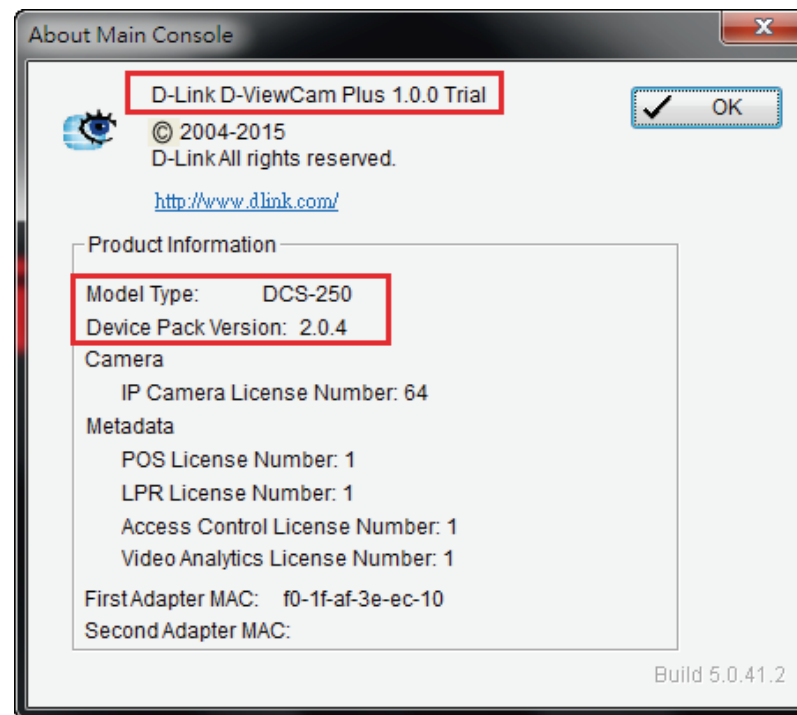 About Main Console
x
D-Link D-ViewCam Plus 1.0.0 Trial
OK
© 2004-2015
D-Link All rights reserved.
http://www.dlink.com/
Product Information
Model Type: DCS-250
Device Pack Version: 2.0.4
Camera
IP Camera License Number: 64
Metadata
POS License Number: 1
LPR License Number: 1
Access Control License Number: 1
Video Analytics License Number: 1
First Adapter MAC: f0-1f-af-3e-ec-10
Second Adapter MAC:
Build 5.0.41.2